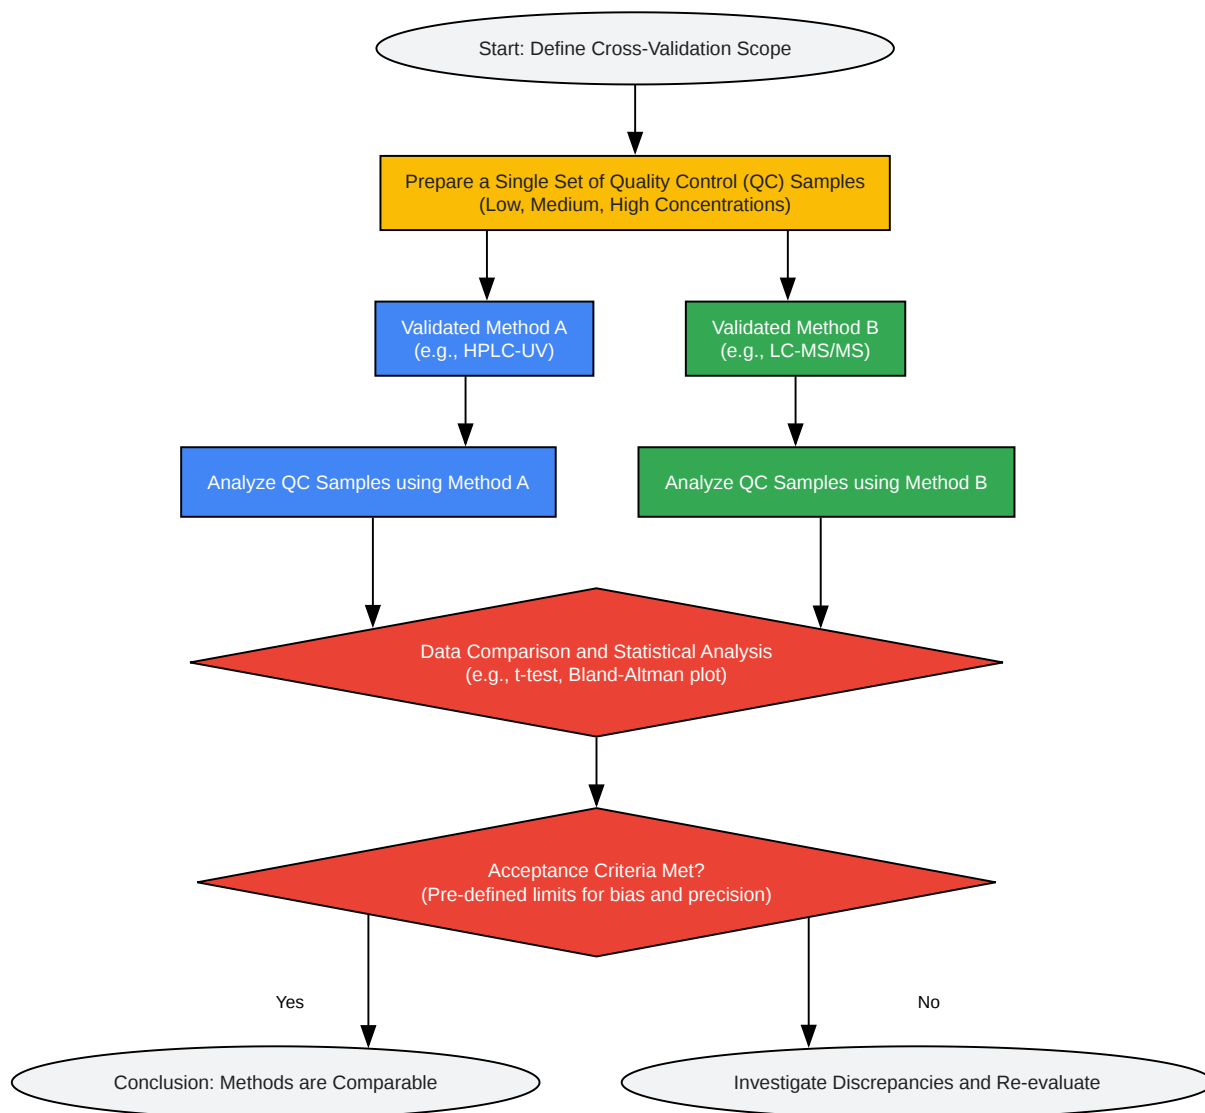 Start: Define Cross-Validation Scope
Prepare a Single Set of Quality Control (QC) Samples
(Low, Medium, High Concentrations)
Validated Method A
(e.g., HPLC-UV)
Validated Method B
(e.g., LC-MS/MS)
Analyze QC Samples using Method A
Analyze QC Samples using Method B
Data Comparison and Statistical Analysis
(e.g., t-test, Bland-Altman plot)
Acceptance Criteria Met?
(Pre-defined limits for bias and precision)
Yes
No
Conclusion: Methods are Comparable
Investigate Discrepancies and Re-evaluate